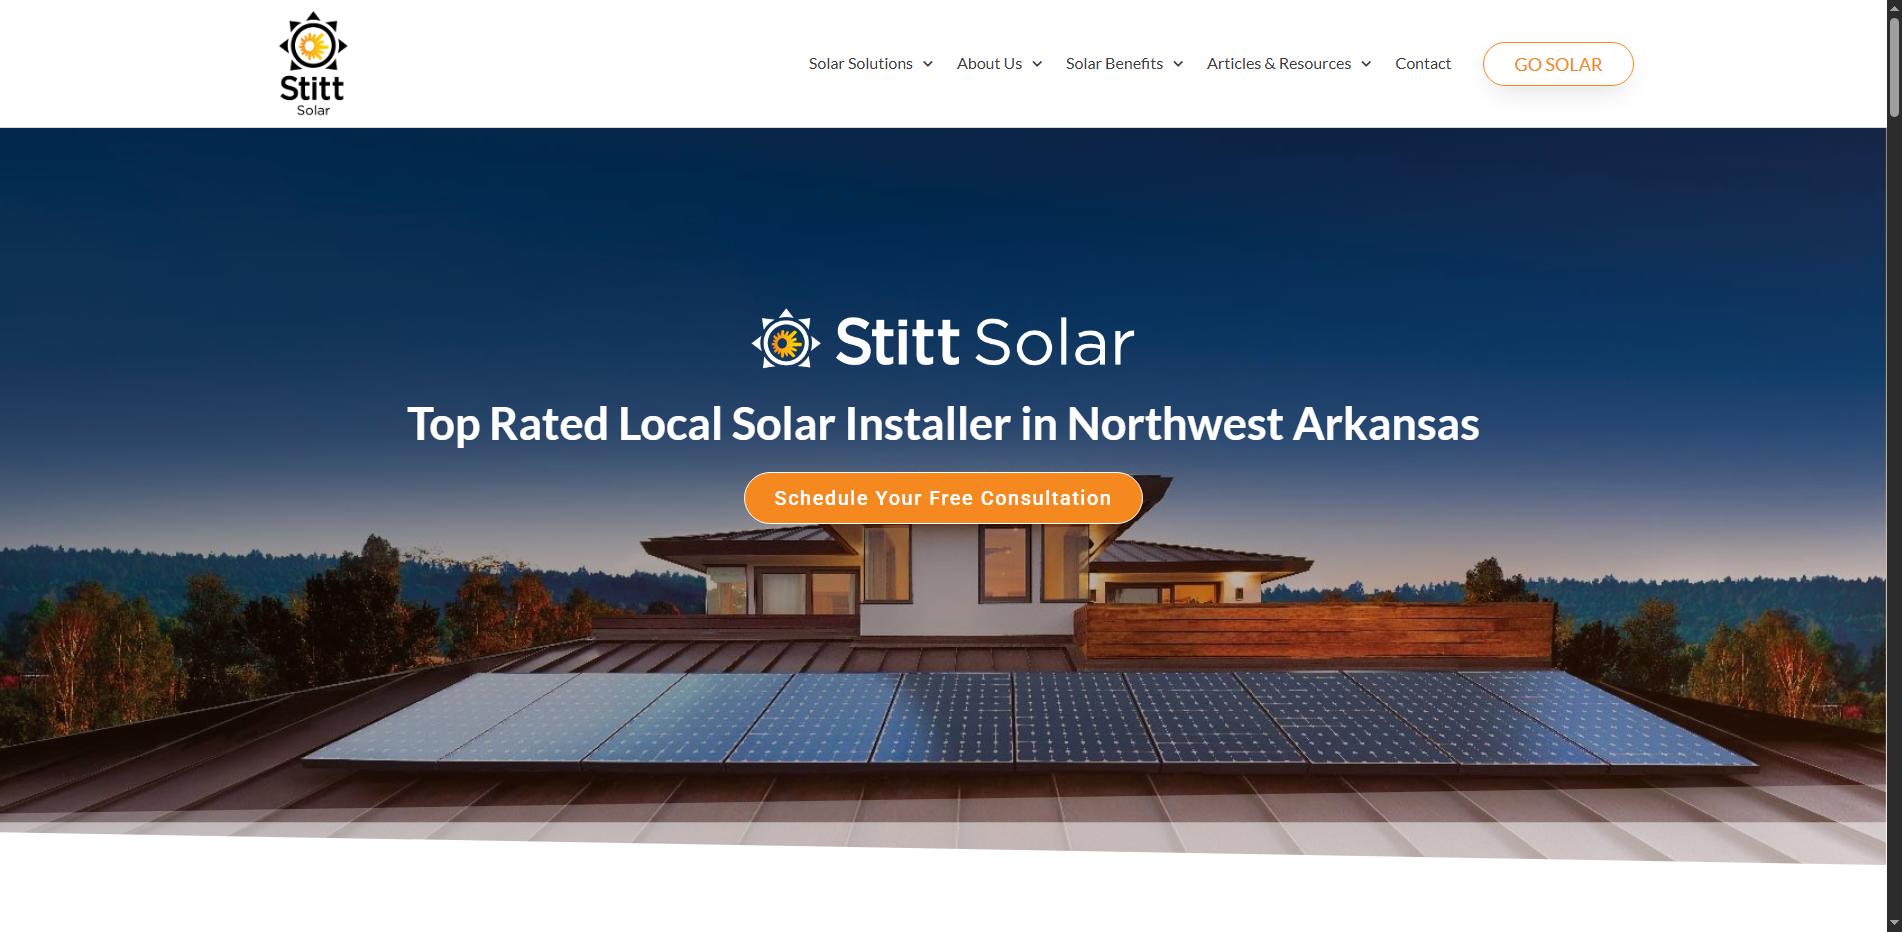 Stitt
Solar
Solar Solutions
About Us
Solar Benefits
Articles & Resources
Contact
GO SOLAR
Stitt Solar
Top Rated Local Solar Installer in Northwest Arkansas
Schedule Your Free Consultation